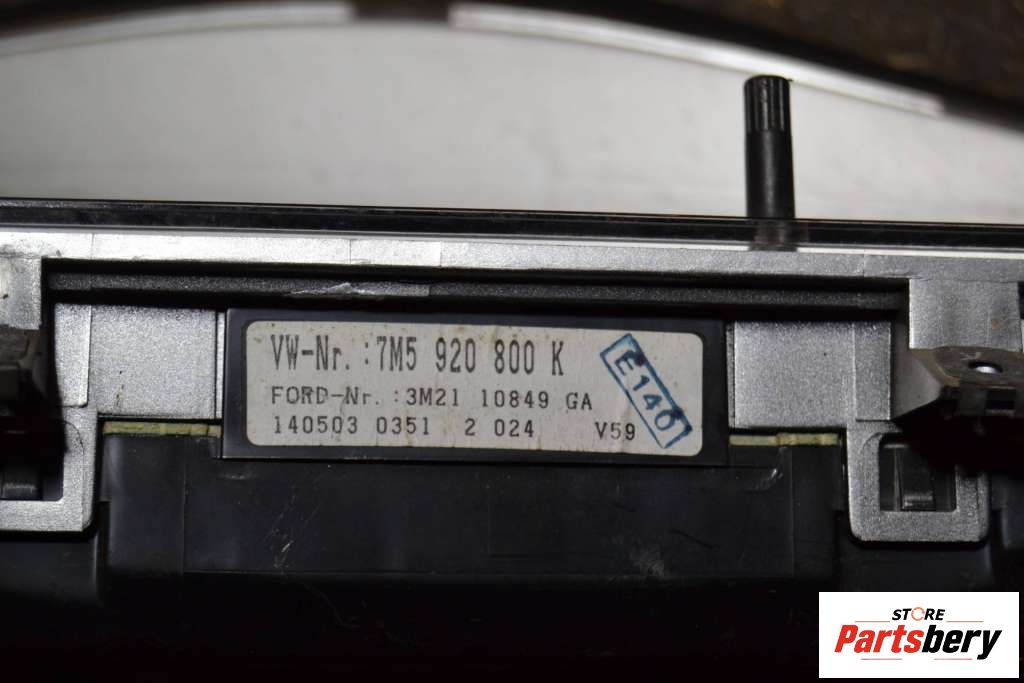 VW-Nr. :7M5 920 800 K
FORD-Nr. :3M21 10849 GA
140503 0351 2 024 V59
E140
STORE
Partsbery